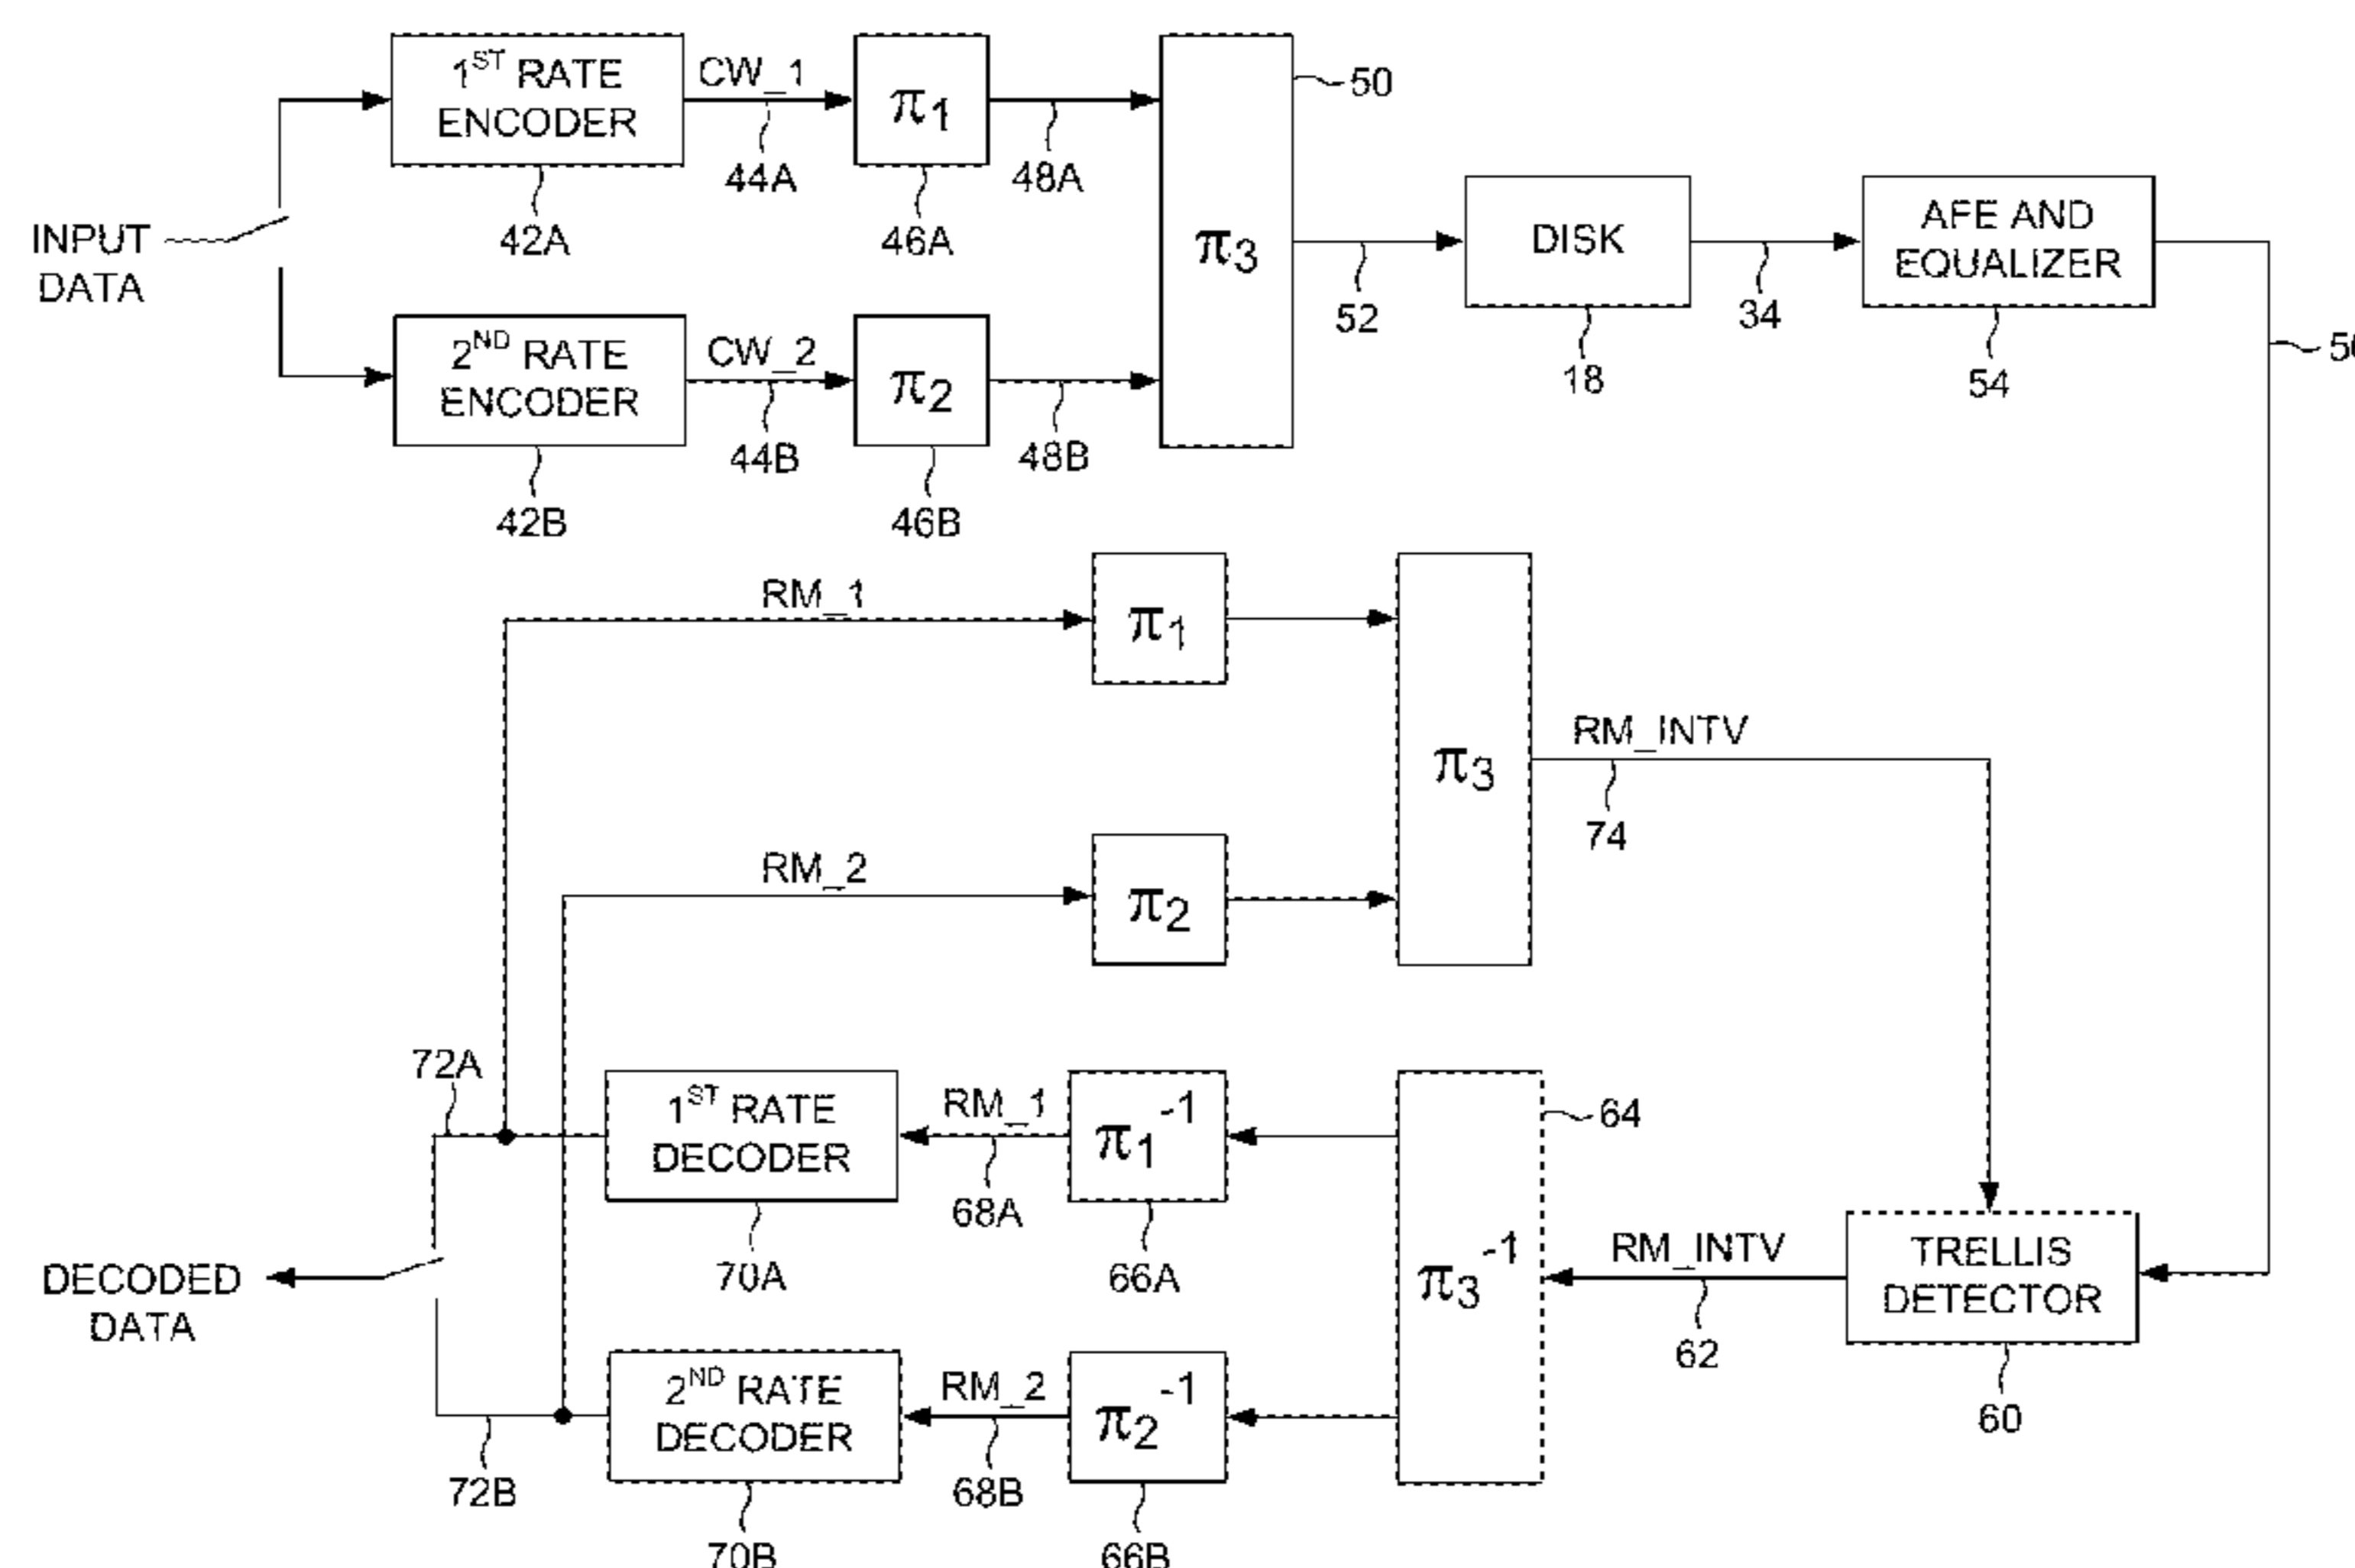 1ST RATE
ENCODER
CW_1
44A
π1
48A
π3
50
42A
46A
INPUT
DATA
2ND RATE
ENCODER
CW_2
44B
π2
48B
42B
46B
52
DISK
18
34
AFE AND
EQUALIZER
54
RM_1
π1
π3
RM_INTV
74
RM_2
π2
72A
1ST RATE
DECODER
70A
RM_1
68A
π1-1
66A
π3-1
64
RM_INTV
62
TRELLIS
DETECTOR
60
DECODED
DATA
72B
2ND RATE
DECODER
70B
RM_2
68B
π2-1
66B